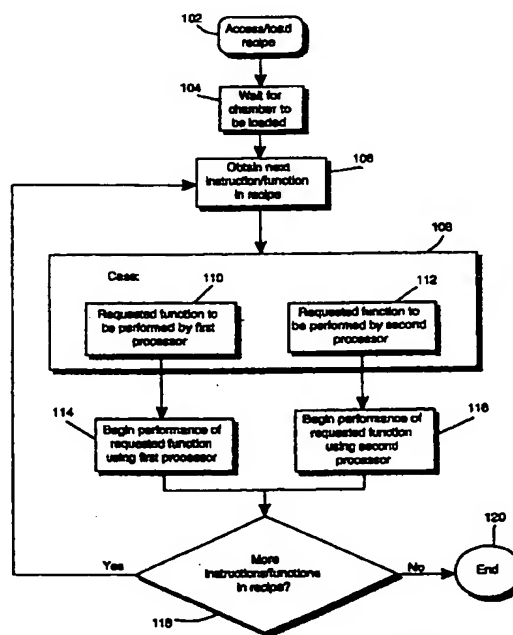 102
Access/load
recipe
104
Wait for
chamber to
be loaded
106
Obtain next
instruction/function
in recipe
108
Case:
110
Requested function to
be performed by first
processor
112
Requested function to
be performed by second
processor
114
Begin performance of
requested function
using first processor
116
Begin performance of
requested function
using second
processor
More
instructions/functions
in recipe?
Yes
No
118
120
End